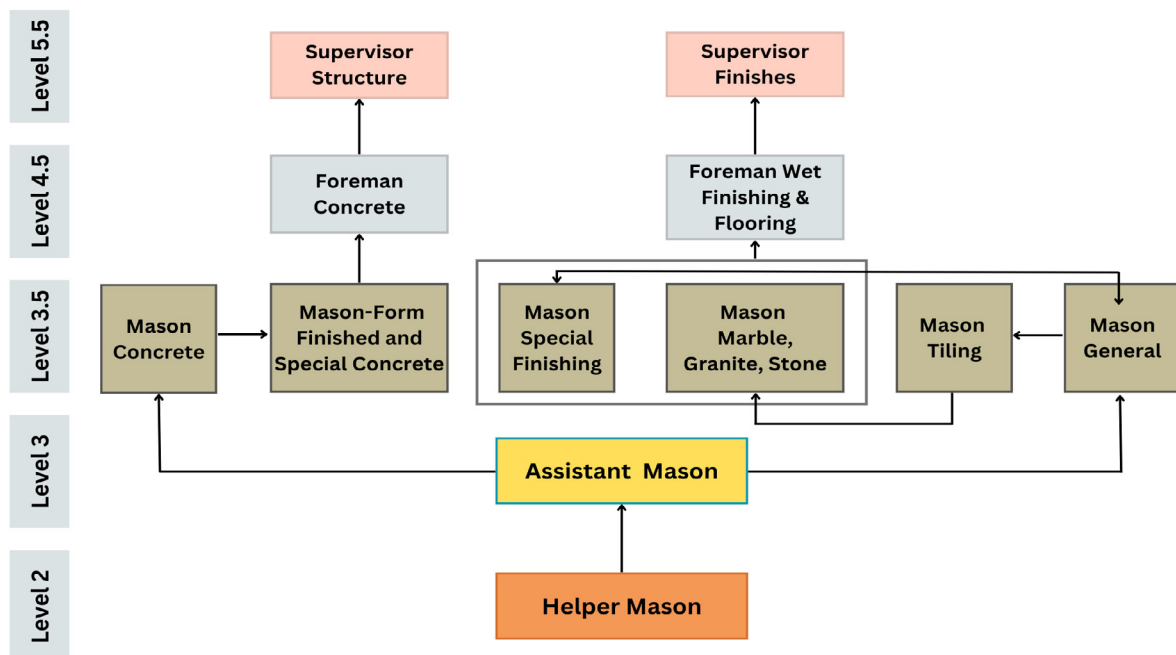 Level 5.5
Supervisor
Structure
Supervisor
Finishes
Level 4.5
Foreman
Concrete
Foreman Wet
Finishing &
Flooring
Level 3.5
Mason
Concrete
Mason-Form
Finished and
Special Concrete
Mason
Special
Finishing
Mason
Marble,
Granite, Stone
Mason
Tiling
Mason
General
Level 3
Assistant Mason
Level 2
Helper Mason